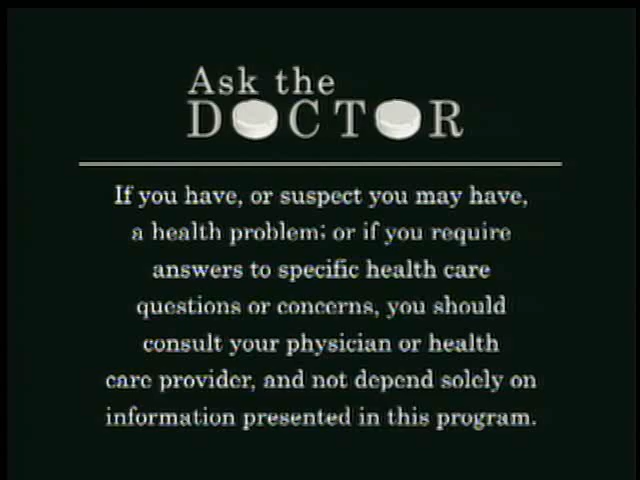 Ask the
DOCTOR
If you have, or suspect you may have,
a health problem; or if you require
answers to specific health care
questions or concerns, you should
consult your physician or health
care provider, and not depend solely on
information presented in this program.